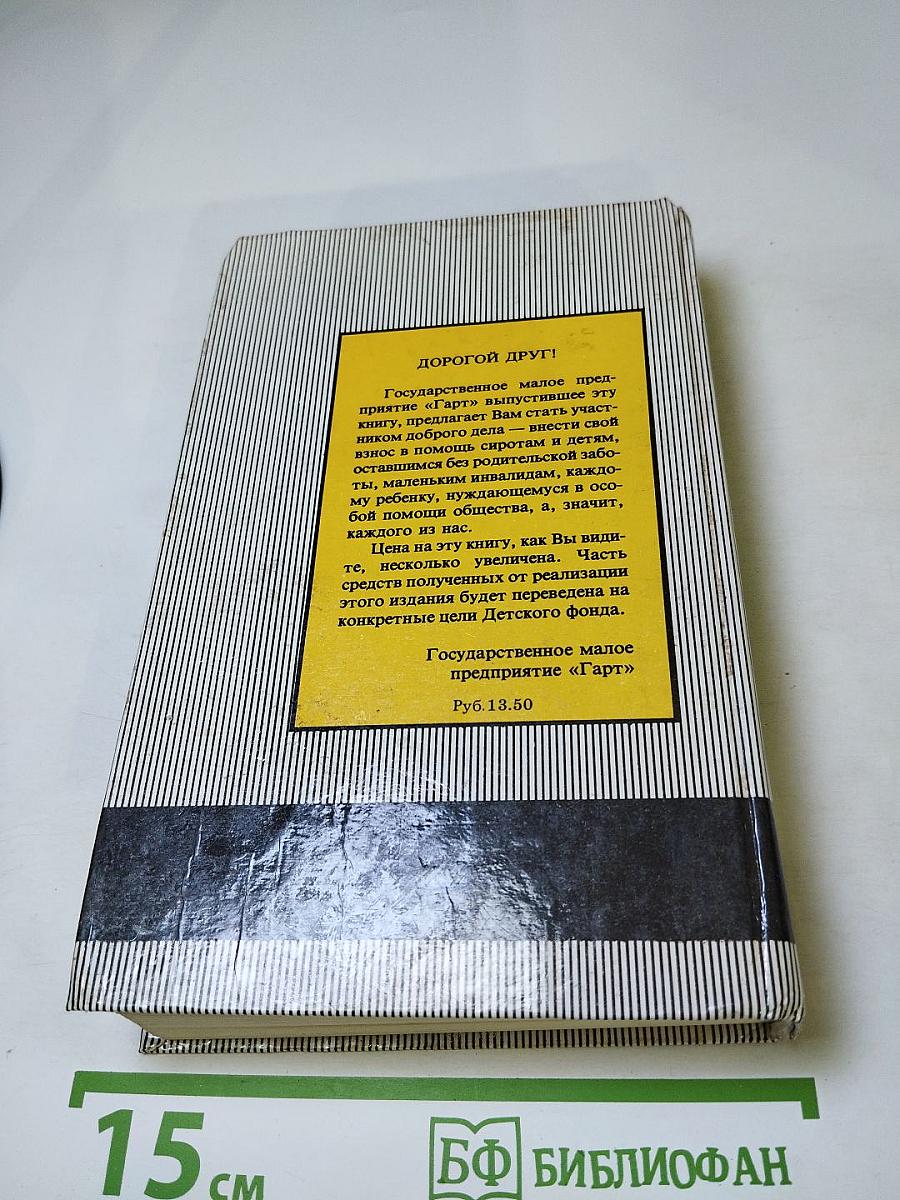 ДОРОГОЙ ДРУГ!
Государственное малое пред-
приятие «Гарт» выпустившее эту
книгу, предлагает Вам стать участ-
ником доброго дела — внести свой
взнос в помощь сиротам и детям,
оставшимся без родительской забо-
ты, маленьким инвалидам, каждо-
му ребенку, нуждающемуся в осо-
бой помощи общества, а, значит,
каждого из нас.
Цена на эту книгу, как Вы види-
те, несколько увеличена. Часть
средств полученных от реализации
этого издания будет переведена на
конкретные цели Детского фонда.
Государственное малое
предприятие «Гарт»
Руб.13.50
15 см
БФ БИБЛИОФАН